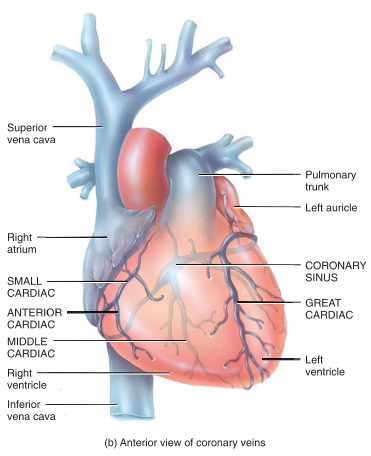 Superior
vena cava
Pulmonary
trunk
Left auricle
Right
atrium
CORONARY
SINUS
SMALL
CARDIAC
GREAT
CARDIAC
ANTERIOR
CARDIAC
MIDDLE
CARDIAC
Left
ventricle
Right
ventricle
Inferior
vena cava
(b) Anterior view of coronary veins